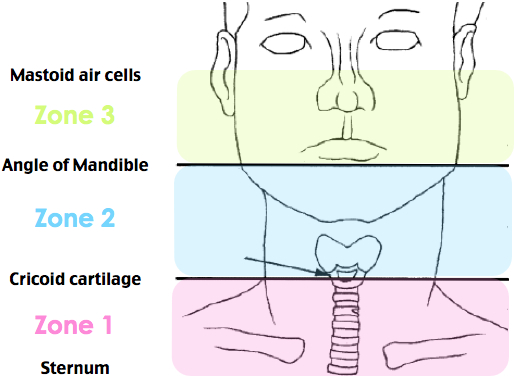 Mastoid air cells
Zone 3
Angle of Mandible
Zone 2
Cricoid cartilage
Zone 1
Sternum